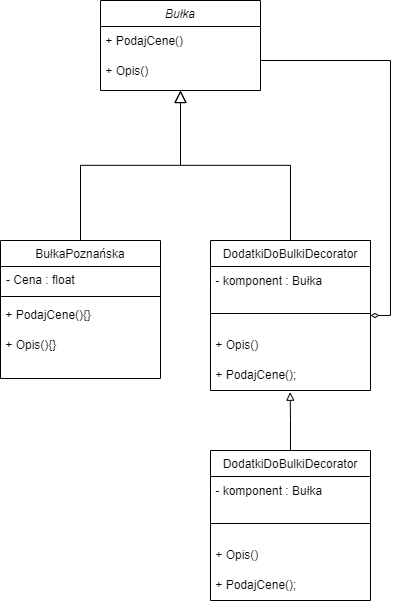 Bułka
+ PodajCene()
+ Opis()
BułkaPoznańska
- Cena : float
+ PodajCene(){}
+ Opis(){}
DodatkiDoBulkiDecorator
- komponent : Bułka
+ Opis()
+ PodajCene();
DodatkiDoBulkiDecorator
- komponent : Bułka
+ Opis()
+ PodajCene();